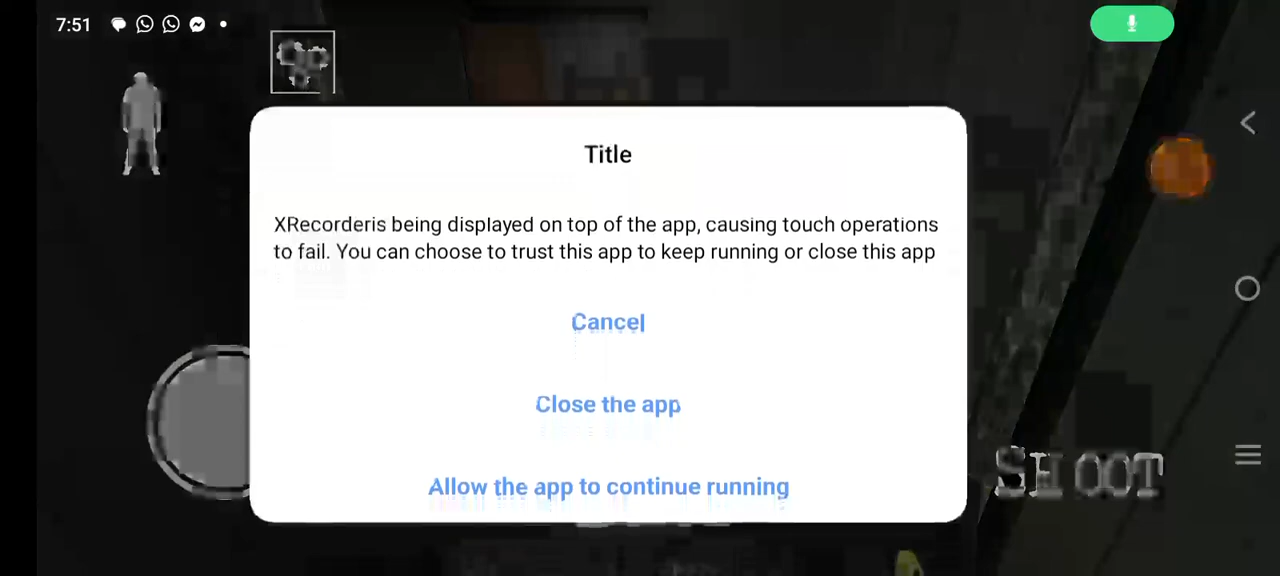 7:51
Title
XRecorderis being displayed on top of the app, causing touch operations
to fail. You can choose to trust this app to keep running or close this app
Cancel
Close the app
Allow the app to continue running
SHOOT